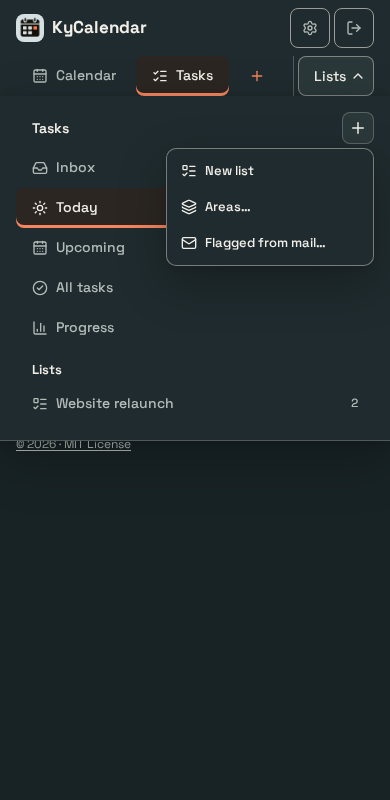 KyCalendar
Calendar
Tasks
+
Lists
Tasks
+
Inbox
New list
Today
Areas...
Upcoming
Flagged from mail...
All tasks
Progress
Lists
Website relaunch 2
© 2026 · MIT License